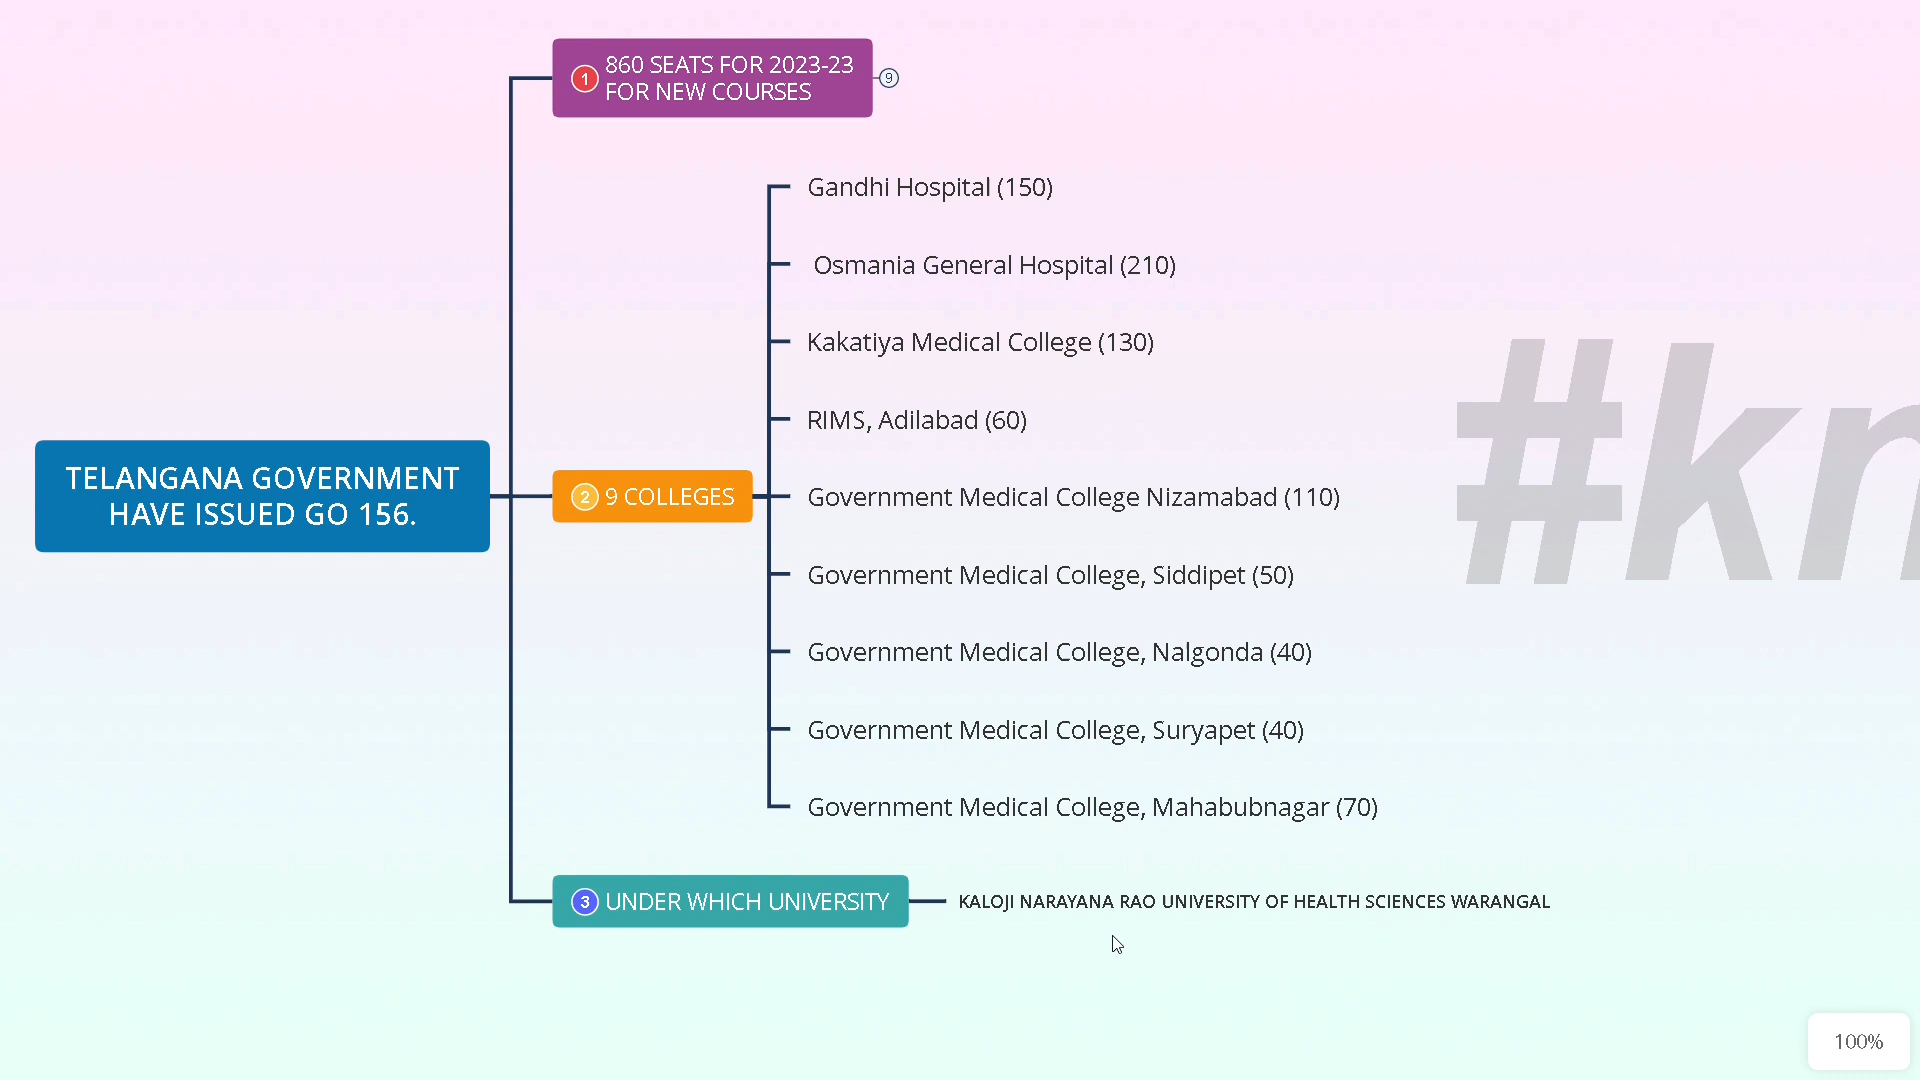 1 860 SEATS FOR 2023-23
FOR NEW COURSES
9
Gandhi Hospital (150)
Osmania General Hospital (210)
Kakatiya Medical College (130)
RIMS, Adilabad (60)
TELANGANA GOVERNMENT
HAVE ISSUED GO 156.
2 9 COLLEGES
Government Medical College Nizamabad (110)
Government Medical College, Siddipet (50)
Government Medical College, Nalgonda (40)
Government Medical College, Suryapet (40)
Government Medical College, Mahabubnagar (70)
3 UNDER WHICH UNIVERSITY
KALOJI NARAYANA RAO UNIVERSITY OF HEALTH SCIENCES WARANGAL
100%